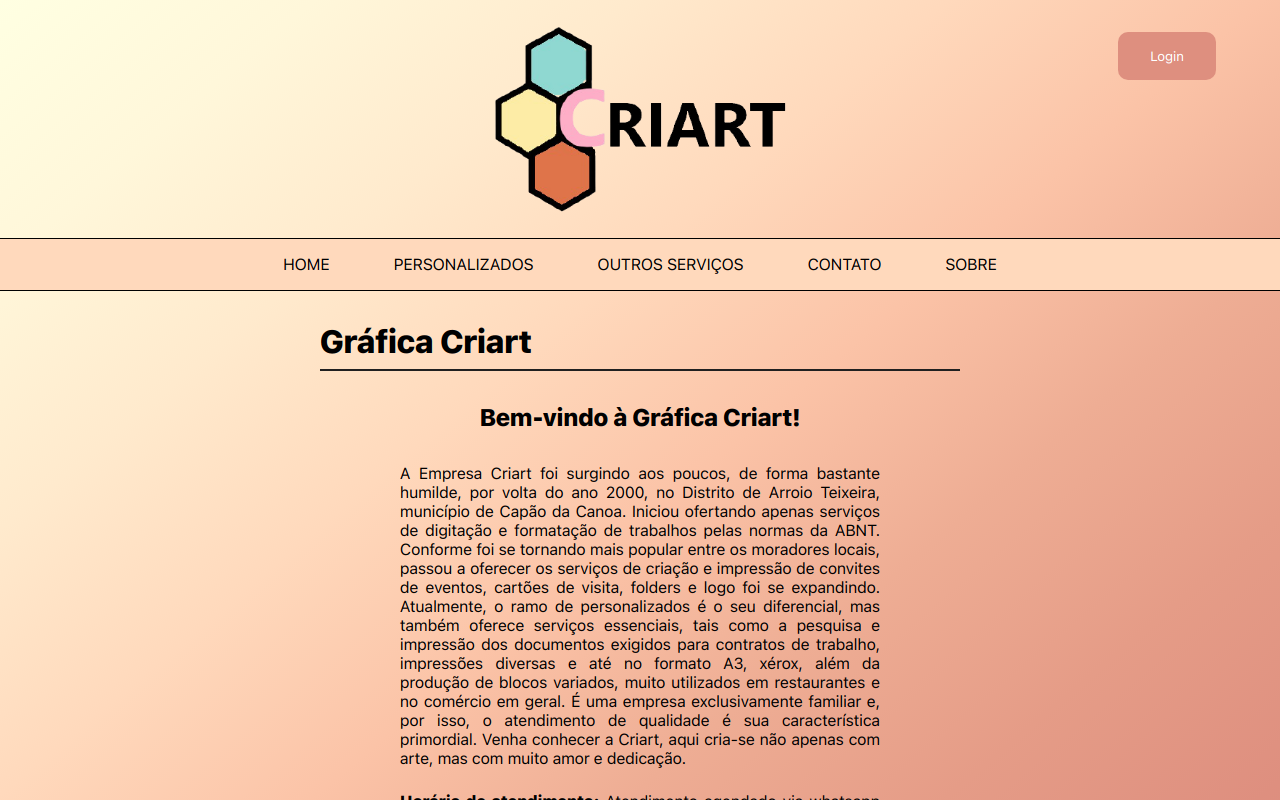 CRIART
Login
HOME PERSONALIZADOS OUTROS SERVIÇOS CONTATO SOBRE
Gráfica Criart
Bem-vindo à Gráfica Criart!
A Empresa Criart foi surgindo aos poucos, de forma bastante
humilde, por volta do ano 2000, no Distrito de Arroio Teixeira,
município de Capão da Canoa. Iniciou ofertando apenas serviços
de digitação e formatação de trabalhos pelas normas da ABNT.
Conforme foi se tornando mais popular entre os moradores locais,
passou a oferecer os serviços de criação e impressão de convites
de eventos, cartões de visita, folders e logo foi se expandindo.
Atualmente, o ramo de personalizados é o seu diferencial, mas
também oferece serviços essenciais, tais como a pesquisa e
impressão dos documentos exigidos para contratos de trabalho,
impressões diversas e até no formato A3, xérox, além da
produção de blocos variados, muito utilizados em restaurantes e
no comércio em geral. É uma empresa exclusivamente familiar e,
por isso, o atendimento de qualidade é sua característica
primordial. Venha conhecer a Criart, aqui cria-se não apenas com
arte, mas com muito amor e dedicação.
Horário de atendimento: Atendimento agendado via whatsapp